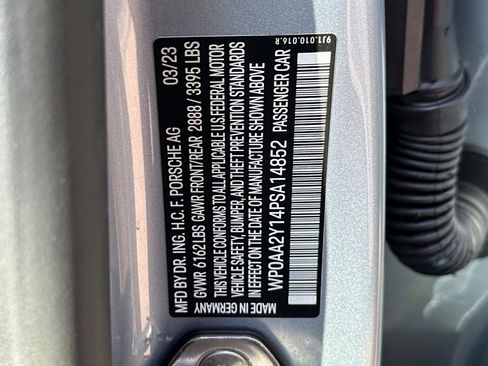 9J1.010.016.R
MFD BY DR. ING. H.C. F. PORSCHE AG 03/23
GVWR 6162LBS GAWR FRONT/REAR 2888 / 3395 LBS
THIS VEHICLE CONFORMS TO ALL APPLICABLE U.S.FEDERAL MOTOR
VEHICLE SAFETY, BUMPER, AND THEFT PREVENTION STANDARDS
IN EFFECT ON THE DATE OF MANUFACTURE SHOWN ABOVE
WP0AA2Y14PSA14852 PASSENGER CAR
MADE IN GERMANY